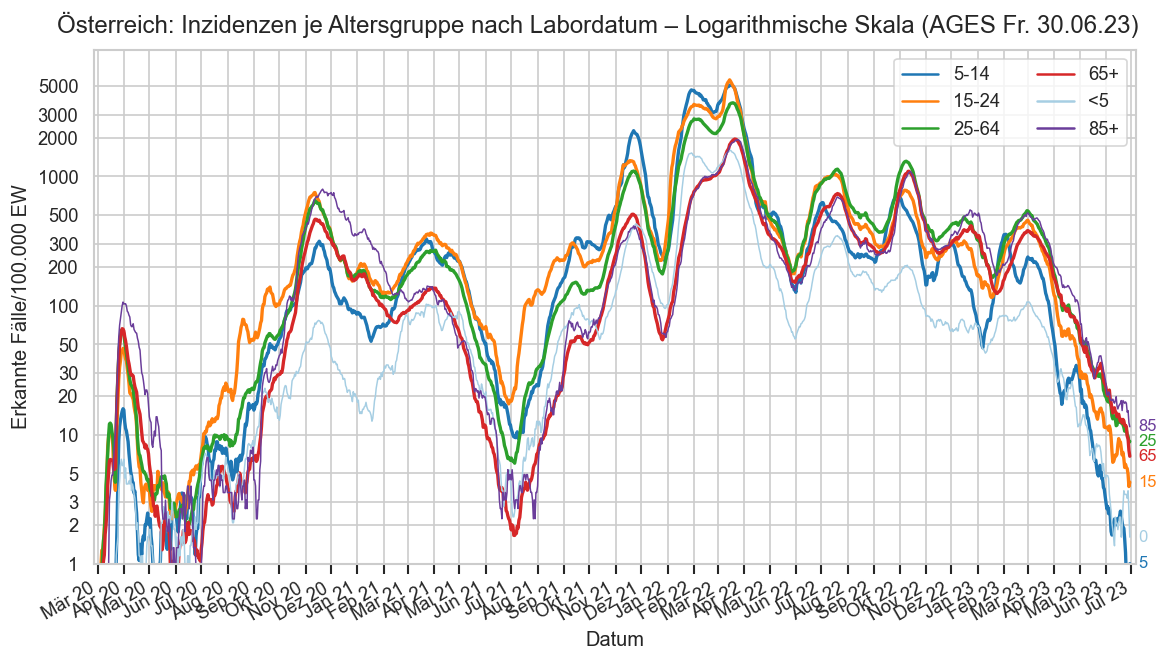 Österreich: Inzidenzen je Altersgruppe nach Labordatum – Logarithmische Skala (AGES Fr. 30.06.23)
Erkannte Fälle/100.000 EW
5000
3000
2000
1000
500
300
200
100
50
30
20
10
5
3
2
1
5-14
15-24
25-64
65+
<5
85+
85
25
65
15
0
5
Mär 20
Apr 20
Mai 20
Jun 20
Jul 20
Aug 20
Sep 20
Okt 20
Nov 20
Dez 20
Jan 21
Feb 21
Mär 21
Apr 21
Mai 21
Jun 21
Jul 21
Aug 21
Sep 21
Okt 21
Nov 21
Dez 21
Jan 22
Feb 22
Mär 22
Apr 22
Mai 22
Jun 22
Jul 22
Aug 22
Sep 22
Okt 22
Nov 22
Dez 22
Jan 23
Feb 23
Mär 23
Apr 23
Mai 23
Jun 23
Jul 23
Datum